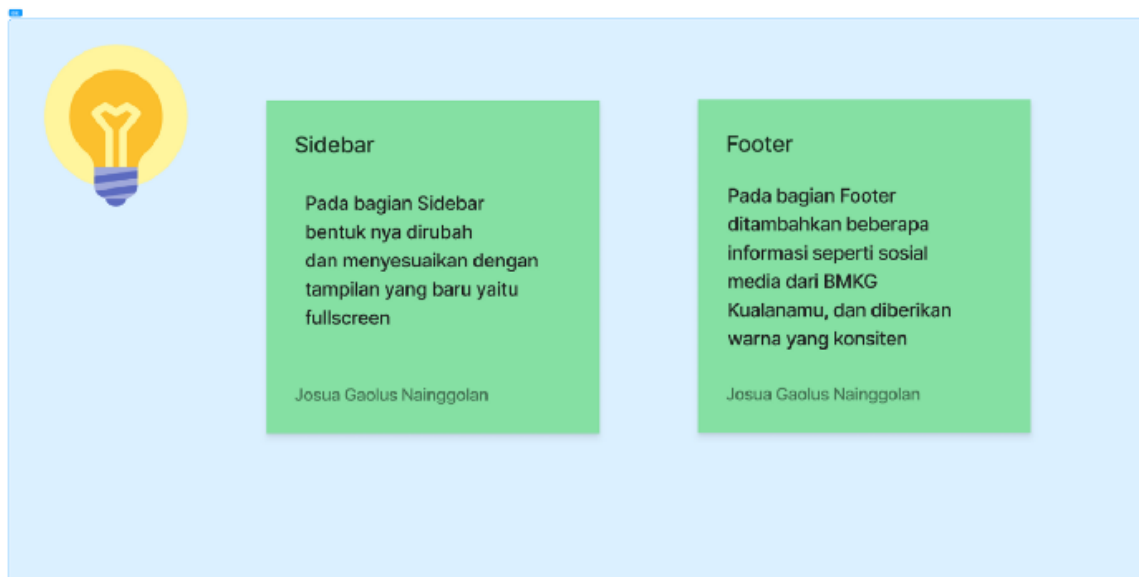 Sidebar
Pada bagian Sidebar
bentuk nya dirubah
dan menyesuaikan dengan
tampilan yang baru yaitu
fullscreen
Josua Gaolus Nainggolan
Footer
Pada bagian Footer
ditambahkan beberapa
informasi seperti sosial
media dari BMKG
Kualanamu, dan diberikan
warna yang konsiten
Josua Gaolus Nainggolan